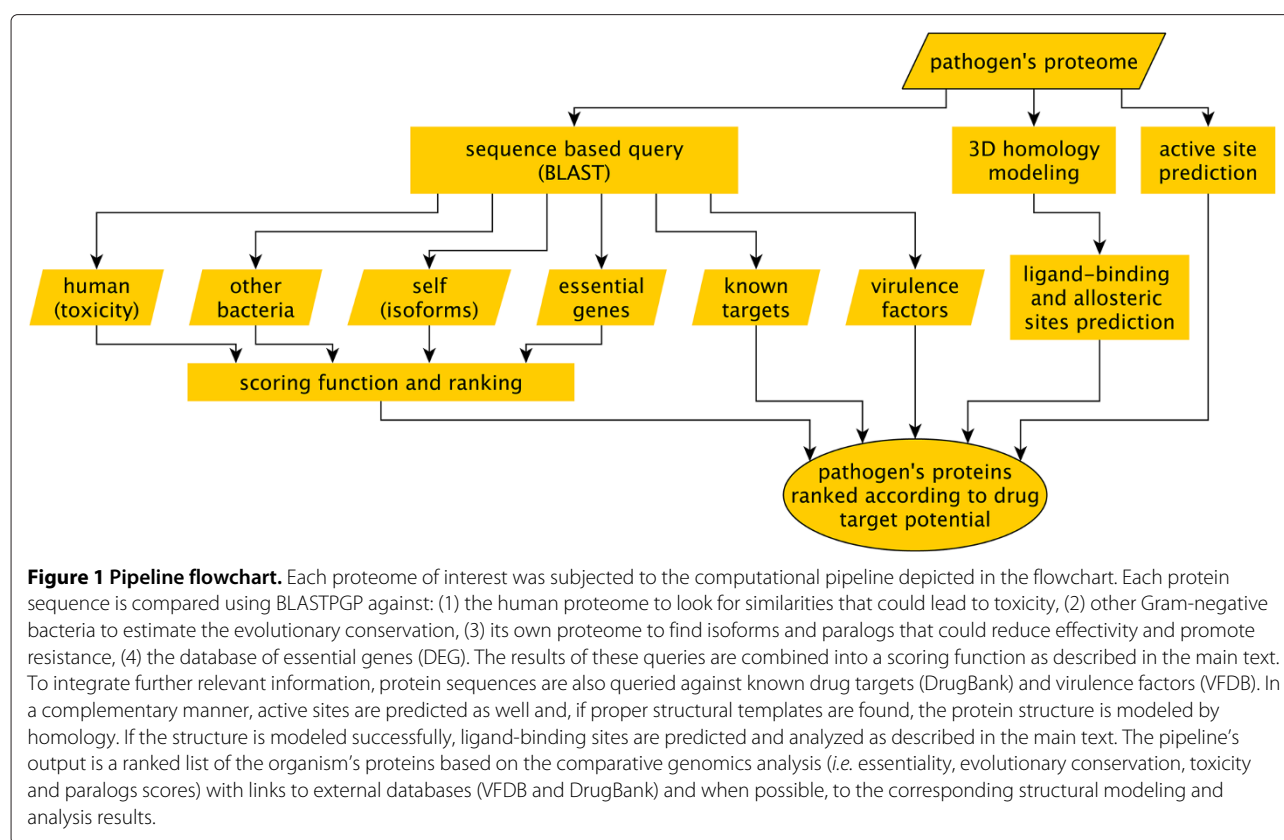 pathogen's proteome
sequence based query
(BLAST)
3D homology
modeling
active site
prediction
human
(toxicity)
other
bacteria
self
(isoforms)
essential
genes
known
targets
virulence
factors
ligand-binding
and allosteric
sites prediction
scoring function and ranking
pathogen's proteins
ranked according to drug
target potential
Figure 1 Pipeline flowchart. Each proteome of interest was subjected to the computational pipeline depicted in the flowchart. Each protein
sequence is compared using BLASTPGP against: (1) the human proteome to look for similarities that could lead to toxicity, (2) other Gram-negative
bacteria to estimate the evolutionary conservation, (3) its own proteome to find isoforms and paralogs that could reduce effectivity and promote
resistance, (4) the database of essential genes (DEG). The results of these queries are combined into a scoring function as described in the main text.
To integrate further relevant information, protein sequences are also queried against known drug targets (DrugBank) and virulence factors (VFDB). In
a complementary manner, active sites are predicted as well and, if proper structural templates are found, the protein structure is modeled by
homology. If the structure is modeled successfully, ligand-binding sites are predicted and analyzed as described in the main text. The pipeline's
output is a ranked list of the organism's proteins based on the comparative genomics analysis (i.e. essentiality, evolutionary conservation, toxicity
and paralogs scores) with links to external databases (VFDB and DrugBank) and when possible, to the corresponding structural modeling and
analysis results.